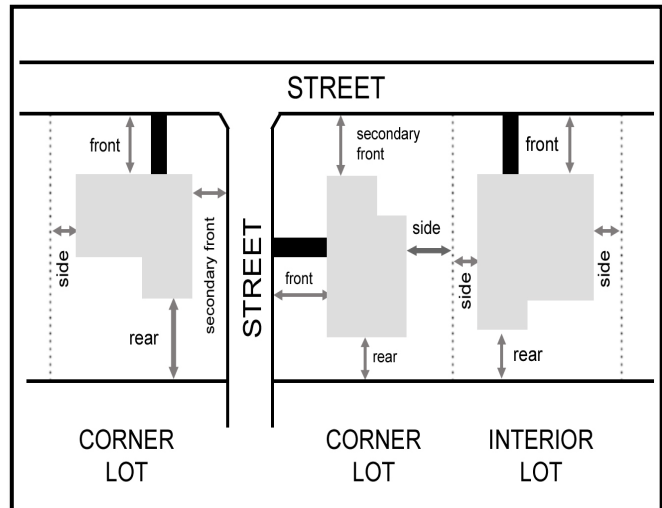 STREET
front
secondary
front
front
side
secondary front
STREET
side
side
side
front
rear
rear
rear
CORNER
LOT
CORNER
LOT
INTERIOR
LOT